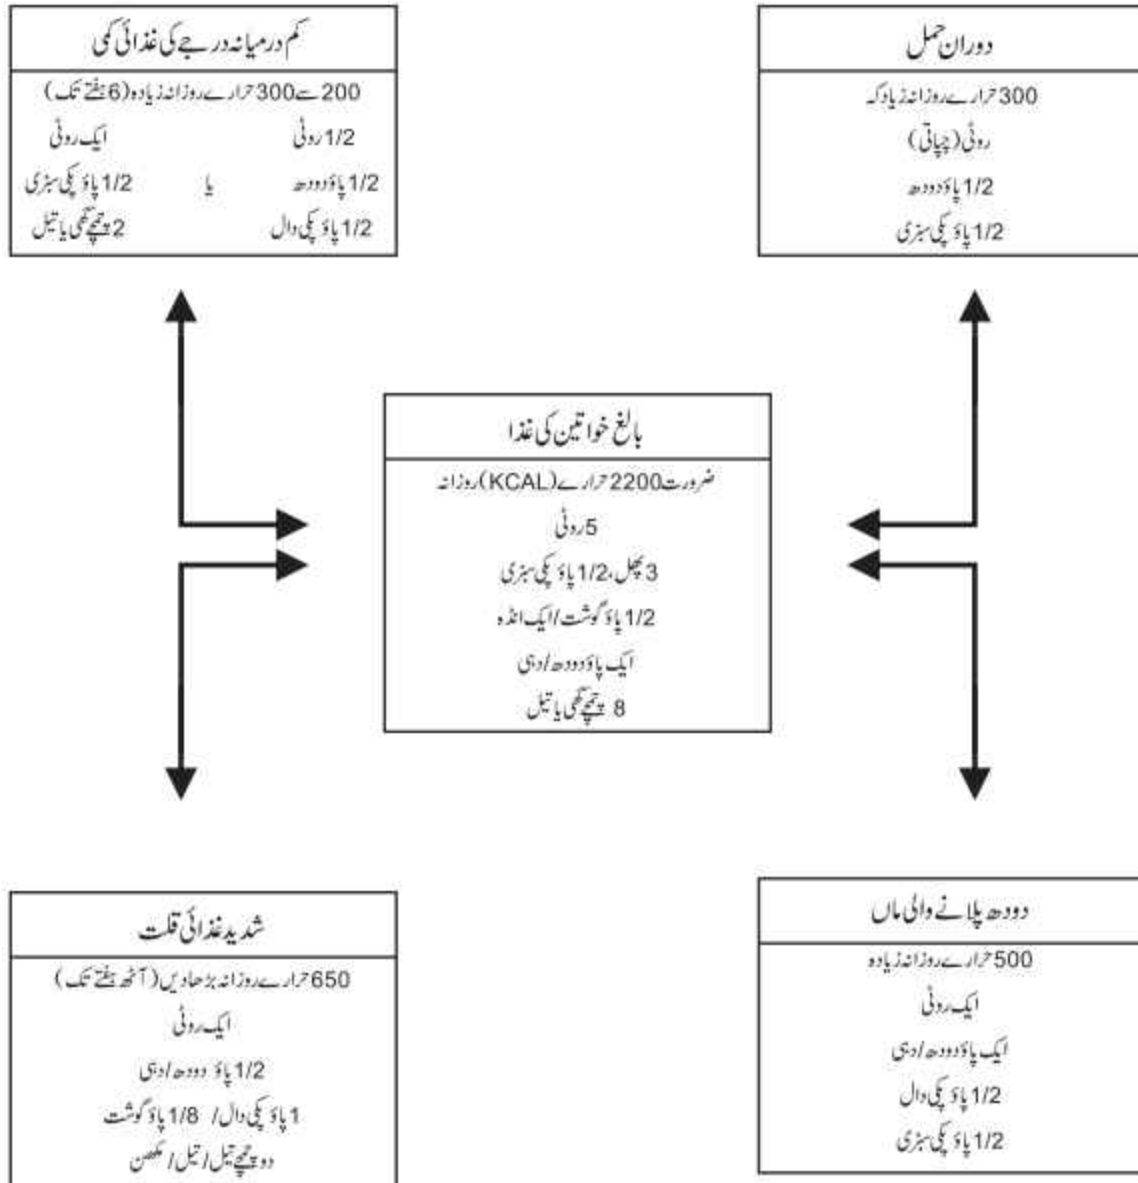 دوران حمل
300 حرارے روزانہ زیادہ کہ
روٹی (چپاتی)
1/2 پاؤ دودھ
1/2 پاؤ پکی سبزی
کم درمیانہ درجے کی غذائی کمی
200 سے 300 حرارے روزانہ زیادہ (6 ہفتے تک)
1/2 روٹی ایک روٹی
1/2 پاؤ دودھ یا 1/2 پاؤ پکی سبزی
1/2 پاؤ پکی دال 2 چمچے گھی یا تیل
بالغ خواتین کی غذا
ضرورت 2200 حرارے (KCAL) روزانہ
5 روٹی
3 پھل، 1/2 پاؤ پکی سبزی
1/2 پاؤ گوشت/ ایک انڈہ
ایک پاؤ دودھ/ دہی
8 چمچے گھی یا تیل
دودھ پلانے والی ماں
500 حرارے روزانہ زیادہ
ایک روٹی
ایک پاؤ دودھ/ دہی
1/2 پاؤ پکی دال
1/2 پاؤ پکی سبزی
شدید غذائی قلت
650 حرارے روزانہ بڑھادیں (آٹھ ہفتے تک)
ایک روٹی
1/2 پاؤ دودھ/ دہی
1 پاؤ پکی دال/ 1/8 پاؤ گوشت
دو چمچے تیل/ تیل/ مکھن